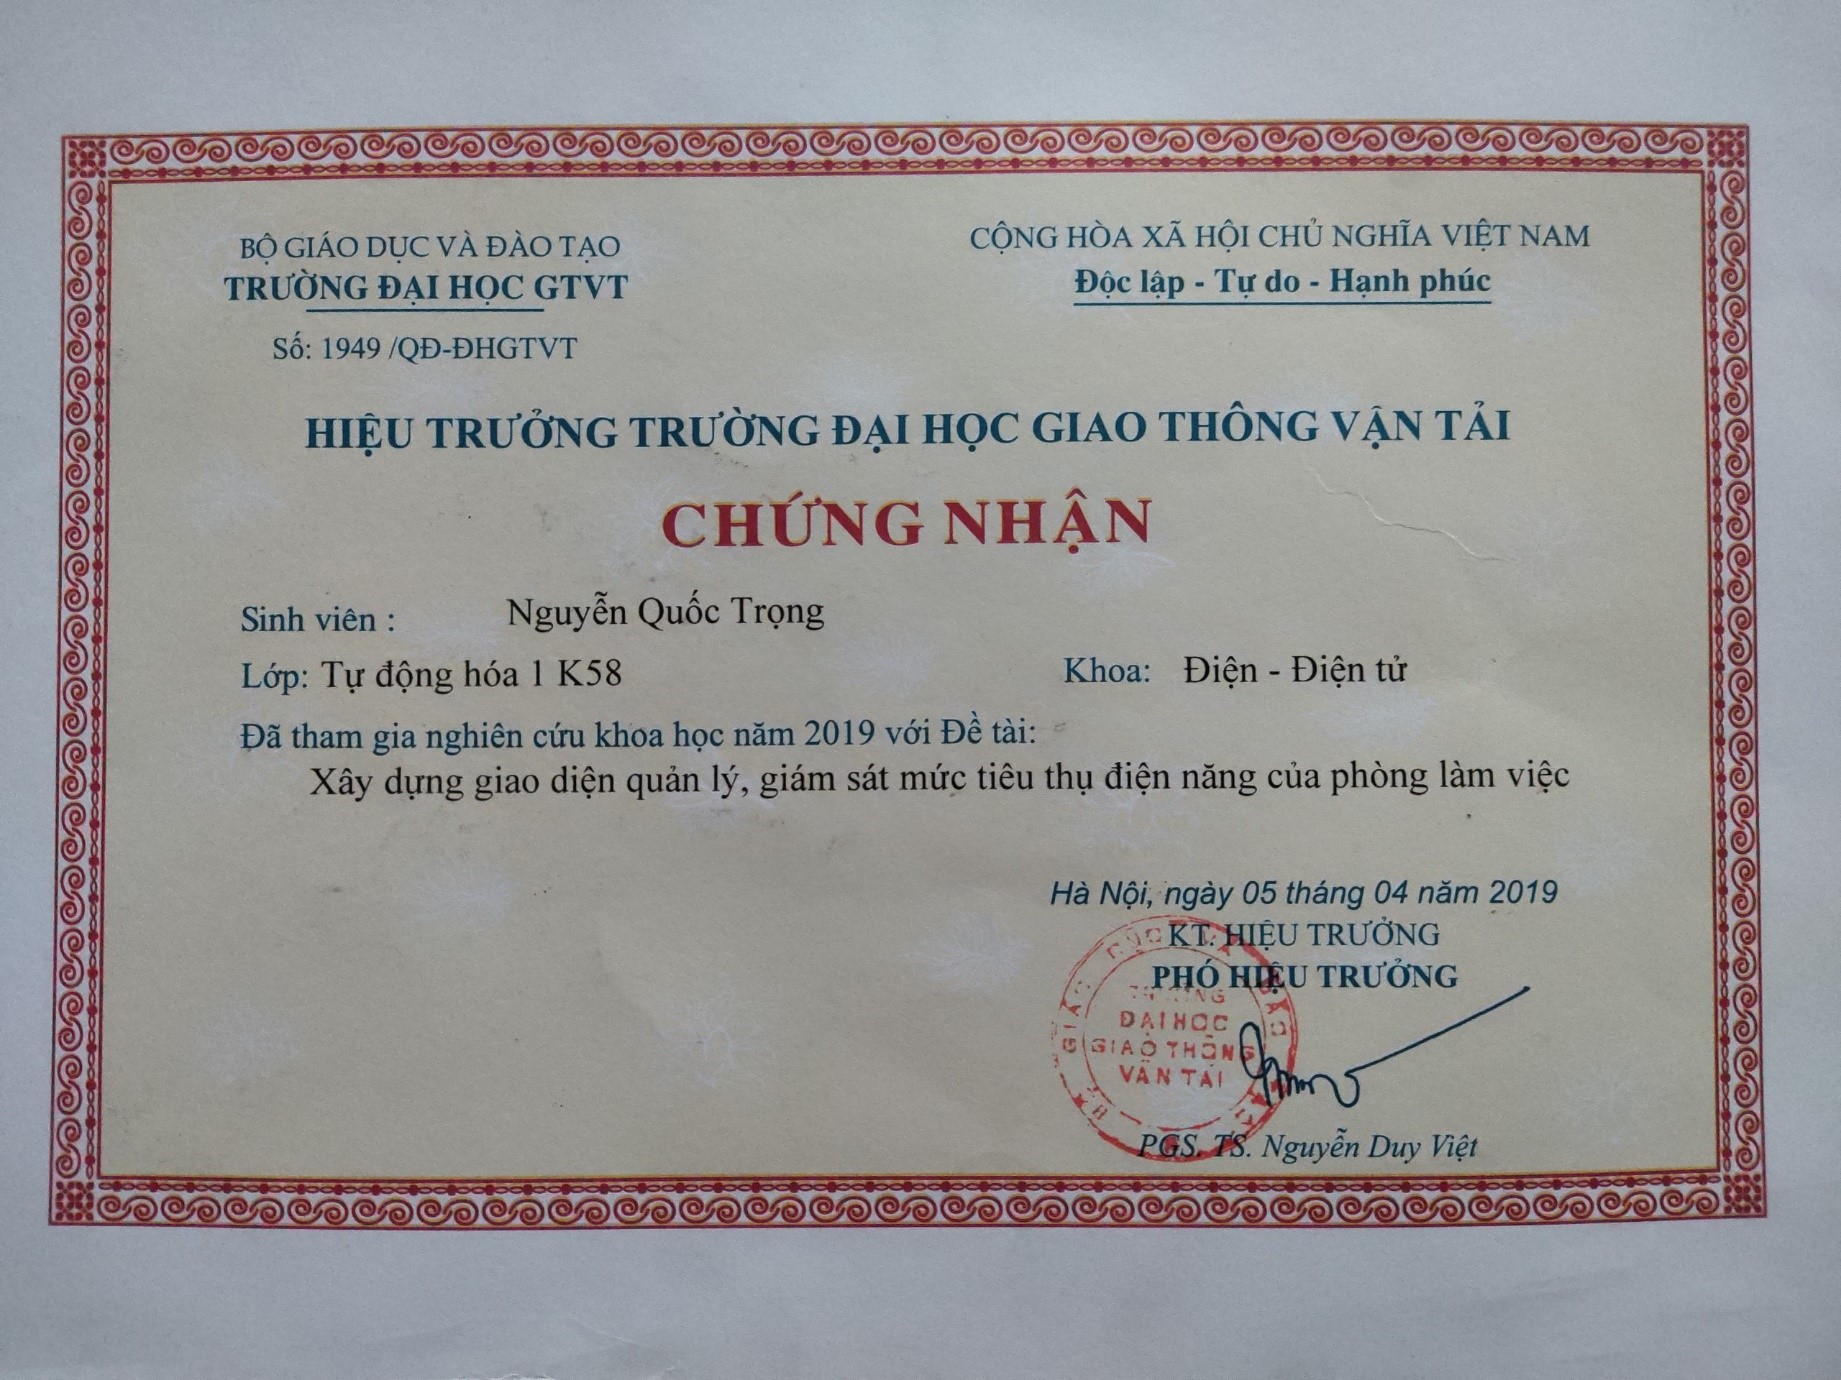 BỘ GIÁO DỤC VÀ ĐÀO TẠO
TRƯỜNG ĐẠI HỌC GTVT
Số: 1949 /QĐ-ĐHGTVT
CỘNG HÒA XÃ HỘI CHỦ NGHĨA VIỆT NAM
Độc lập - Tự do - Hạnh phúc
HIỆU TRƯỞNG TRƯỜNG ĐẠI HỌC GIAO THÔNG VẬN TẢI
CHỨNG NHẬN
Sinh viên : Nguyễn Quốc Trọng
Lớp: Tự động hóa 1 K58 Khoa: Điện - Điện tử
Đã tham gia nghiên cứu khoa học năm 2019 với Đề tài:
Xây dựng giao diện quản lý, giám sát mức tiêu thụ điện năng của phòng làm việc
Hà Nội, ngày 05 tháng 04 năm 2019
KT. HIỆU TRƯỞNG
PHÓ HIỆU TRƯỞNG
ĐẠI HỌC
GIAO THÔNG
VẬN TẢI
PGS. TS. Nguyễn Duy Việt